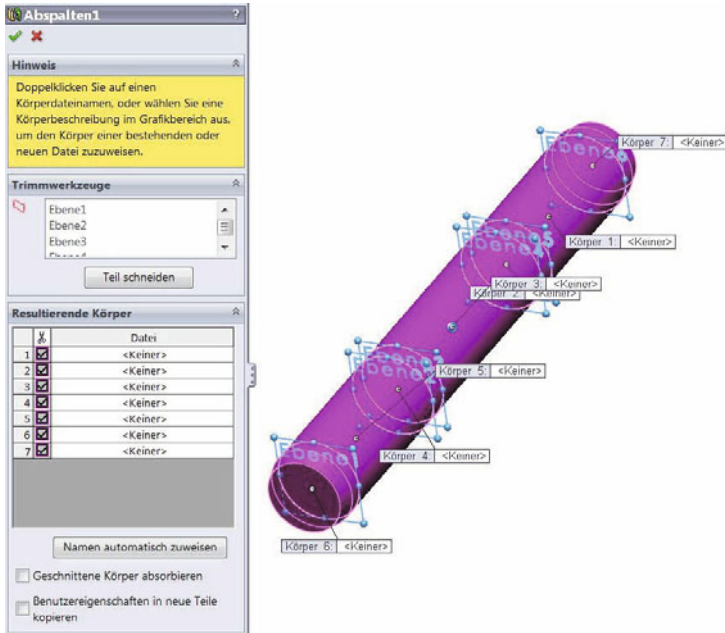 Abspalten1 ?
Hinweis
Doppelklicken Sie auf einen
Körperdateinamen, oder wählen Sie eine
Körperbeschreibung im Grafikbereich aus,
um den Körper einer bestehenden oder
neuen Datei zuzuweisen.
Trimmwerkzeuge
Ebene1
Ebene2
Ebene3
Teil schneiden
Resultierende Körper
Datei
1 <Keiner>
2 <Keiner>
3 <Keiner>
4 <Keiner>
5 <Keiner>
6 <Keiner>
7 <Keiner>
Namen automatisch zuweisen
Geschnittene Körper absorbieren
Benutzereigenschaften in neue Teile
kopieren
Körper 7: <Keiner>
Körper 1: <Keiner>
Körper 3: <Keiner>
Körper 2: <Keiner>
Körper 5: <Keiner>
Körper 4: <Keiner>
Ebene1
Körper 6: <Keiner>